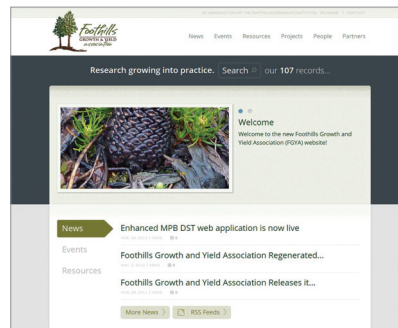 Foothills
GROWTH & YIELD
association
News Events Resources Projects People Partners
Research growing into practice. Search our 107 records...
Welcome
Welcome to the new Foothills Growth and
Yield Association (FGYA) website!
News
Events
Resources
Enhanced MPB DST web application is now live
Foothills Growth and Yield Association Regenerated...
Foothills Growth and Yield Association Releases it...
More News
RSS Feeds